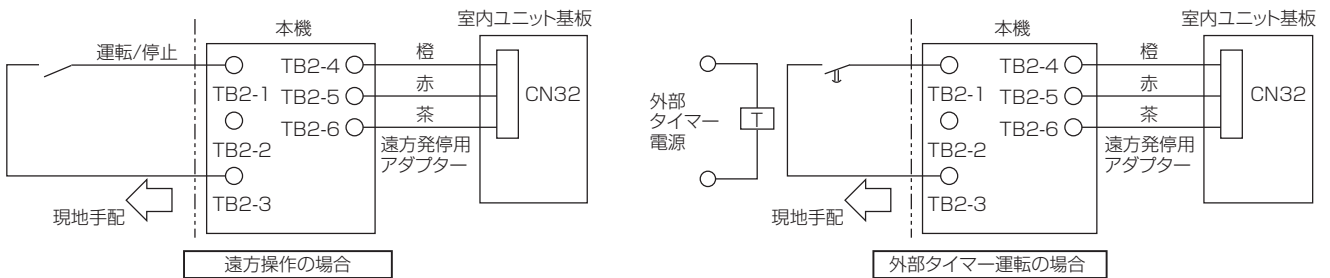 本機
室内ユニット基板
運転/停止
橙
TB2-4
TB2-1
赤
TB2-5
CN32
茶
TB2-6
TB2-2
遠方発停用
アダプター
TB2-3
現地手配
遠方操作の場合
本機
室内ユニット基板
橙
TB2-4
TB2-1
赤
TB2-5
CN32
外部
タイマー
電源
T
茶
TB2-6
TB2-2
遠方発停用
アダプター
TB2-3
現地手配
外部タイマー運転の場合